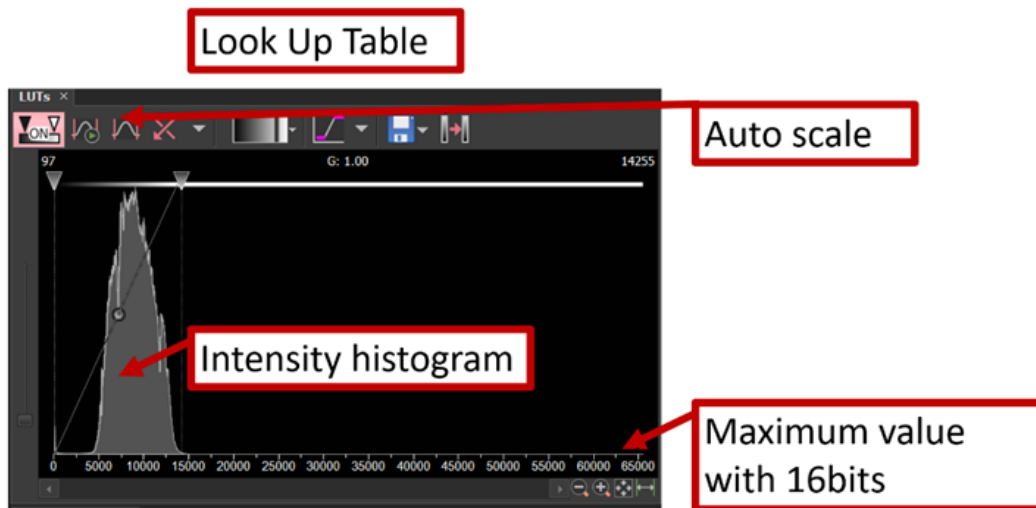 Look Up Table
LUTs ×
ON
Auto scale
97 G: 1.00 14255
Intensity histogram
Maximum value
with 16bits
0 5000 10000 15000 20000 25000 30000 35000 40000 45000 50000 55000 60000 65000